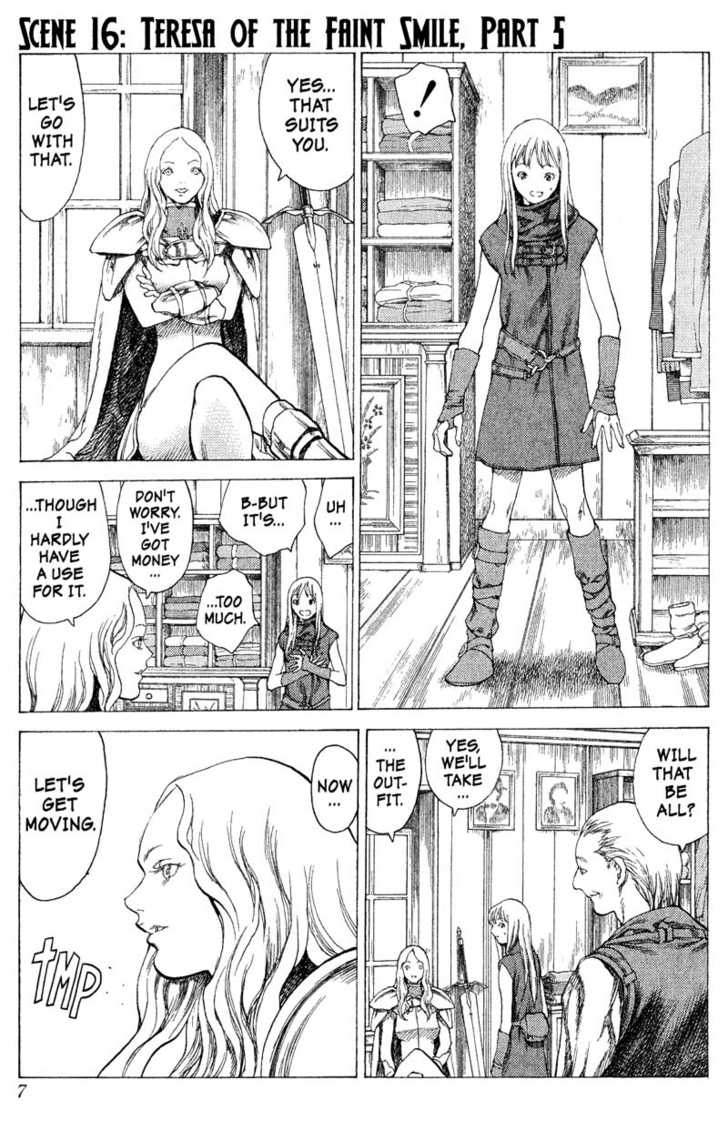 SCENE 16: TERESA OF THE FAINT SMILE, PART 5
!
YES...
THAT
SUITS
YOU.
LET'S
GO
WITH
THAT.
UH
...
B-BUT
IT'S...
...TOO
MUCH.
DON'T
WORRY.
I'VE
GOT
MONEY
...
...THOUGH
I
HARDLY
HAVE
A USE
FOR IT.
WILL
THAT
BE
ALL?
YES,
WE'LL
TAKE
...
...
THE
OUT-
FIT.
NOW
...
LET'S
GET
MOVING.
TMP
7